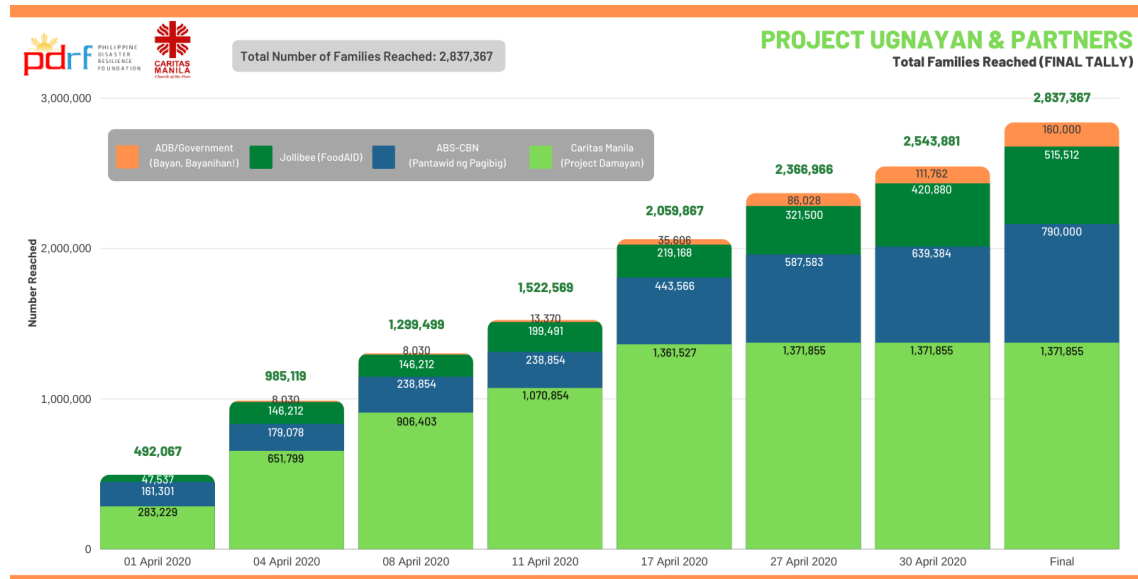 pdrf
PHILIPPINE
DISASTER
RESILIENCE
FOUNDATION
CARITAS
MANILA
Church of the Poor
Total Number of Families Reached: 2,837,367
PROJECT UGNAYAN & PARTNERS
Total Families Reached (FINAL TALLY)
ADB/Government
(Bayan, Bayanihan!)
Jollibee (FoodAID)
ABS-CBN
(Pantawid ng Pagibig)
Caritas Manila
(Project Damayan)
Number Reached
3,000,000
2,000,000
1,000,000
0
492,067
47,537
161,301
283,229
01 April 2020
985,119
8,030
146,212
179,078
651,799
04 April 2020
1,299,499
8,030
146,212
238,854
906,403
08 April 2020
1,522,569
13,370
199,491
238,854
1,070,854
11 April 2020
2,059,867
35,606
219,168
443,566
1,361,527
17 April 2020
2,366,966
86,028
321,500
587,583
1,371,855
27 April 2020
2,543,881
111,762
420,880
639,384
1,371,855
30 April 2020
2,837,367
160,000
515,512
790,000
1,371,855
Final